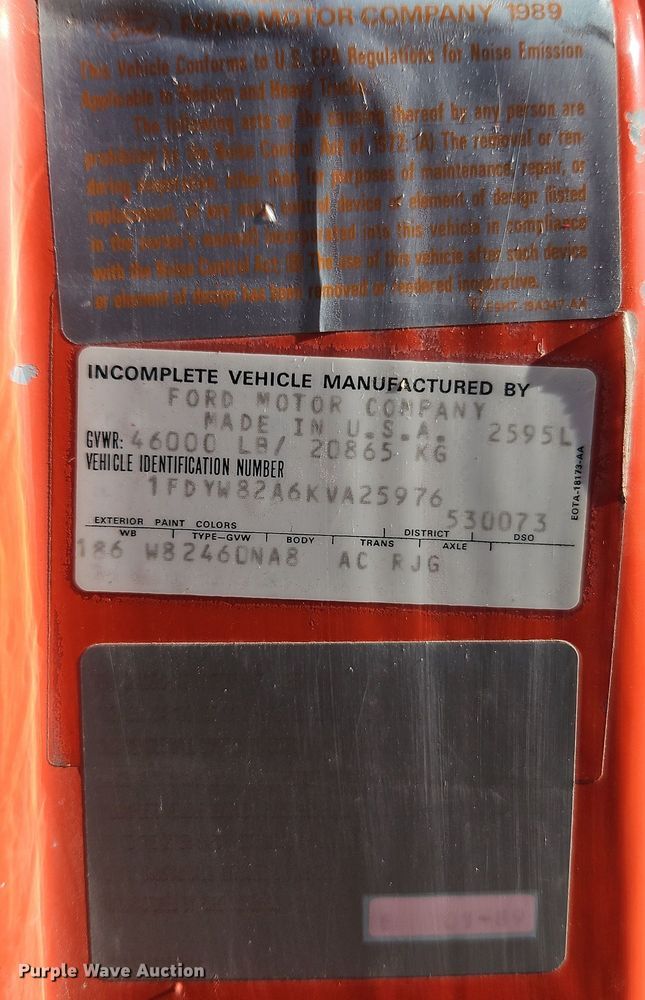 FORD MOTOR COMPANY 1989
This Vehicle Conforms to U.S. EPA Regulations for Noise Emission
Applicable to Medium and Heavy Trucks.
The following acts or the causing thereof by any person are
prohibited by the Noise Control Act of 1972: (A) The removal or ren-
dering inoperative, other than for purposes of maintenance, repair, or
replacement, of any noise control device or element of design (listed
in the owner's manual) incorporated into this vehicle in compliance
with the Noise Control Act; (B) The use of this vehicle after such device
or element of design has been removed or rendered inoperative.
INCOMPLETE VEHICLE MANUFACTURED BY
FORD MOTOR COMPANY
MADE IN U.S.A. 2595L
GVWR: 46000 LB/ 20865 KG
VEHICLE IDENTIFICATION NUMBER
1FDYW82A6KVA25976
530073
EOTA-18173-AA
EXTERIOR PAINT COLORS DISTRICT DSO
WB TYPE-GVW BODY TRANS AXLE
186 W82460NA8 AC RJG
Purple Wave Auction